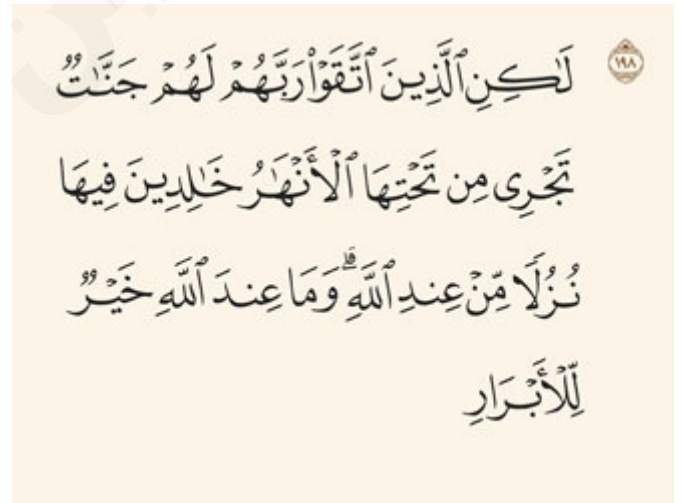 لَٰكِنِ ٱلَّذِينَ ٱتَّقَوْا۟ رَبَّهُمْ لَهُمْ جَنَّٰتٌ ١٩٨
تَجْرِى مِن تَحْتِهَا ٱلْأَنْهَٰرُ خَٰلِدِينَ فِيهَا
نُزُلًا مِّنْ عِندِ ٱللَّهِ ۗ وَمَا عِندَ ٱللَّهِ خَيْرٌ
لِّلْأَبْرَارِ